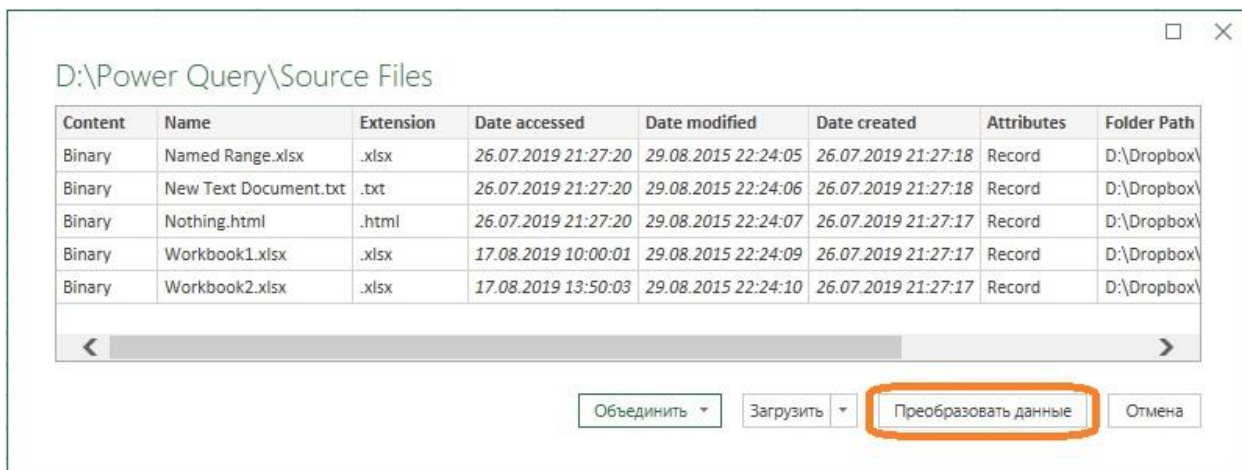 D:\Power Query\Source Files
Content Name Extension Date accessed Date modified Date created Attributes Folder Path
Binary Named Range.xlsx .xlsx 26.07.2019 21:27:20 29.08.2015 22:24:05 26.07.2019 21:27:18 Record D:\Dropbox\
Binary New Text Document.txt .txt 26.07.2019 21:27:20 29.08.2015 22:24:06 26.07.2019 21:27:18 Record D:\Dropbox\
Binary Nothing.html .html 26.07.2019 21:27:20 29.08.2015 22:24:07 26.07.2019 21:27:17 Record D:\Dropbox\
Binary Workbook1.xlsx .xlsx 17.08.2019 10:00:01 29.08.2015 22:24:09 26.07.2019 21:27:17 Record D:\Dropbox\
Binary Workbook2.xlsx .xlsx 17.08.2019 13:50:03 29.08.2015 22:24:10 26.07.2019 21:27:17 Record D:\Dropbox\
Объединить Загрузить Преобразовать данные Отмена